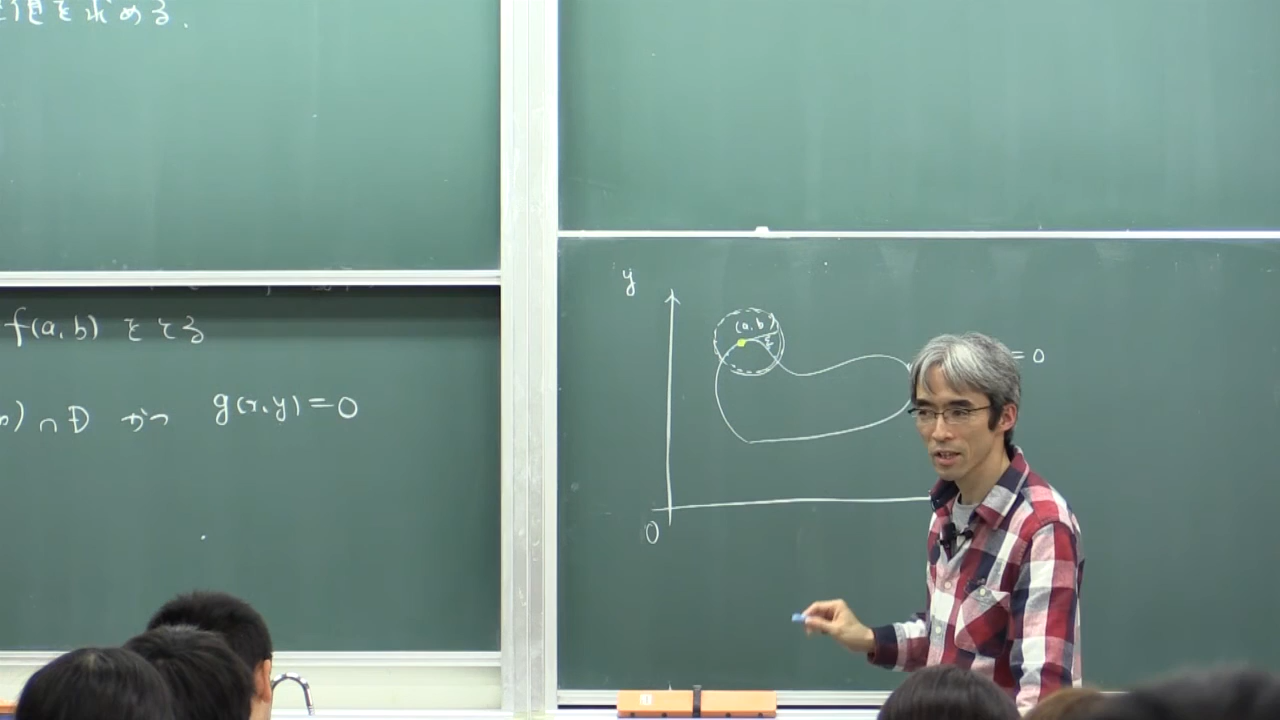 値を求める.
f(a,b) をとる
) ∩ D かつ g(x,y)=0
y
(a,b)
=0
0